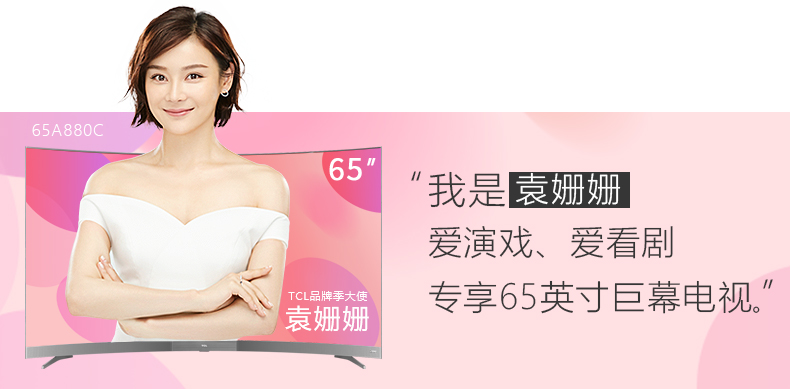 65A880C
65"
TCL品牌季大使
袁姗姗
“我是 袁姗姗
爱演戏、爱看剧
专享65英寸巨幕电视。”